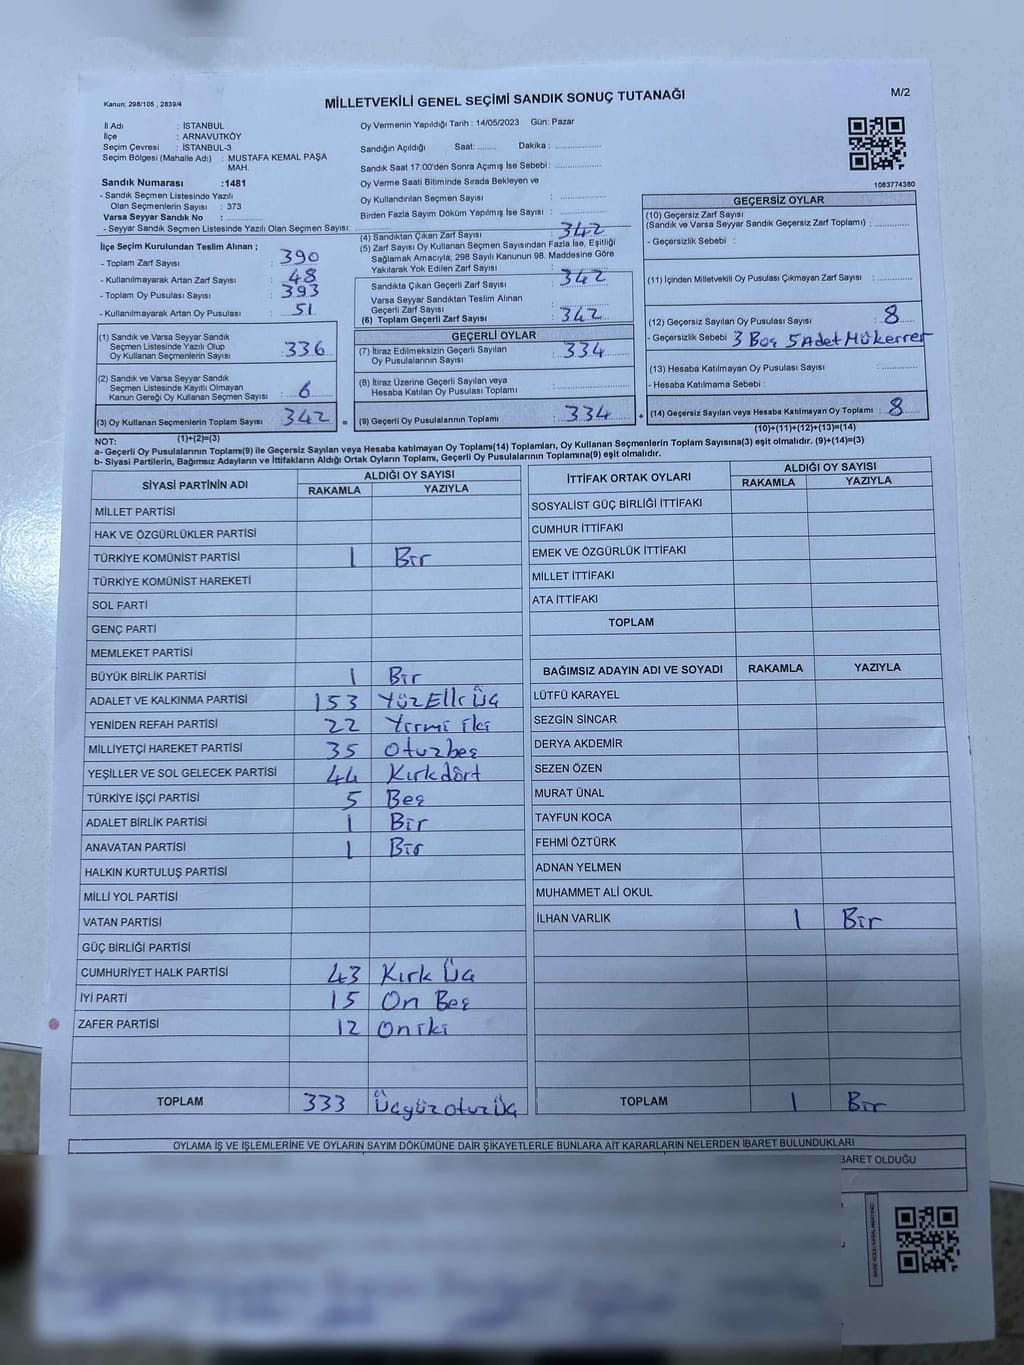 Kanun; 298/105 , 2839/4
MİLLETVEKİLİ GENEL SEÇİMİ SANDIK SONUÇ TUTANAĞI
M/2
İl Adı : İSTANBUL
İlçe : ARNAVUTKÖY
Seçim Çevresi : İSTANBUL-3
Seçim Bölgesi (Mahalle Adı) : MUSTAFA KEMAL PAŞA
MAH.
Sandık Numarası :1481
- Sandık Seçmen Listesinde Yazılı
Olan Seçmenlerin Sayısı : 373
Varsa Seyyar Sandık No : ............
- Seyyar Sandık Seçmen Listesinde Yazılı Olan Seçmen Sayısı: ............
Oy Vermenin Yapıldığı Tarih : 14/05/2023 Gün: Pazar
Sandığın Açıldığı Saat: ........ Dakika : ............
Sandık Saat 17:00'den Sonra Açımış İse Sebebi: ............
Oy Verme Saati Bitiminde Sırada Bekleyen ve
Oy Kullandırılan Seçmen Sayısı : ............
Birden Fazla Sayım Döküm Yapılmış İse Sayısı : ............
1083774380
İlçe Seçim Kurulundan Teslim Alınan ;
- Toplam Zarf Sayısı : 390
- Kullanılmayarak Artan Zarf Sayısı : 48
- Toplam Oy Pusulası Sayısı : 393
- Kullanılmayarak Artan Oy Pusulası : 51
(4) Sandıktan Çıkan Zarf Sayısı : 342
(5) Zarf Sayısı Oy Kullanan Seçmen Sayısından Fazla İse, Eşitliği
Sağlamak Amacıyla; 298 Sayılı Kanunun 98. Maddesine Göre
Yakılarak Yok Edilen Zarf Sayısı :
Sandıkta Çıkan Geçerli Zarf Sayısı : 342
Varsa Seyyar Sandıktan Teslim Alınan
Geçerli Zarf Sayısı : ............
(6) Toplam Geçerli Zarf Sayısı : 342
GEÇERSİZ OYLAR
(10) Geçersiz Zarf Sayısı
(Sandık ve Varsa Seyyar Sandık Geçersiz Zarf Toplamı) : ............
- Geçersizlik Sebebi :
(11) İçinden Milletvekili Oy Pusulası Çıkmayan Zarf Sayısı : ............
(12) Geçersiz Sayılan Oy Pusulası Sayısı : 8
- Geçersizlik Sebebi 3 Boş 5 Adet Mükerrer
(13) Hesaba Katılmayan Oy Pusulası Sayısı : ............
- Hesaba Katılmama Sebebi :
(14) Geçersiz Sayılan veya Hesaba Katılmayan Oy Toplamı : 8
(10)+(11)+(12)+(13)=(14)
(1) Sandık ve Varsa Seyyar Sandık
Seçmen Listesinde Yazılı Olup
Oy Kullanan Seçmenlerin Sayısı : 336
(2) Sandık ve Varsa Seyyar Sandık
Seçmen Listesinde Kayıtlı Olmayan
Kanun Gereği Oy Kullanan Seçmen Sayısı : 6
(3) Oy Kullanan Seçmenlerin Toplam Sayısı : 342 =
(1)+(2)=(3)
GEÇERLİ OYLAR
(7) İtiraz Edilmeksizin Geçerli Sayılan
Oy Pusulalarının Sayısı : 334
(8) İtiraz Üzerine Geçerli Sayılan veya
Hesaba Katılan Oy Pusulası Toplamı : ............
(9) Geçerli Oy Pusulalarının Toplamı : 334 +
NOT:
a- Geçerli Oy Pusulalarının Toplamı(9) ile Geçersiz Sayılan veya Hesaba katılmayan Oy Toplamı(14) Toplamları, Oy Kullanan Seçmenlerin Toplam Sayısına(3) eşit olmalıdır. (9)+(14)=(3)
b- Siyasi Partilerin, Bağımsız Adayların ve İttifakların Aldığı Ortak Oyların Toplamı, Geçerli Oy Pusulalarının Toplamına(9) eşit olmalıdır.
SİYASİ PARTİNİN ADI ALDIĞI OY SAYISI
RAKAMLA YAZIYLA
MİLLET PARTİSİ
HAK VE ÖZGÜRLÜKLER PARTİSİ
TÜRKİYE KOMÜNİST PARTİSİ 1 Bir
TÜRKİYE KOMÜNİST HAREKETİ
SOL PARTİ
GENÇ PARTİ
MEMLEKET PARTİSİ
BÜYÜK BİRLİK PARTİSİ 1 Bir
ADALET VE KALKINMA PARTİSİ 153 YüzElli Üç
YENİDEN REFAH PARTİSİ 22 Yirmi iki
MİLLİYETÇİ HAREKET PARTİSİ 35 Otuzbeş
YEŞİLLER VE SOL GELECEK PARTİSİ 44 Kırkdört
TÜRKİYE İŞÇİ PARTİSİ 5 Beş
ADALET BİRLİK PARTİSİ 1 Bir
ANAVATAN PARTİSİ 1 Bir
HALKIN KURTULUŞ PARTİSİ
MİLLİ YOL PARTİSİ
VATAN PARTİSİ
GÜÇ BİRLİĞİ PARTİSİ
CUMHURİYET HALK PARTİSİ 43 Kırk Üç
İYİ PARTİ 15 On Beş
ZAFER PARTİSİ 12 Oniki
TOPLAM 333 Üçyüz otuz Üç
İTTİFAK ORTAK OYLARI ALDIĞI OY SAYISI
RAKAMLA YAZIYLA
SOSYALİST GÜÇ BİRLİĞİ İTTİFAKI
CUMHUR İTTİFAKI
EMEK VE ÖZGÜRLÜK İTTİFAKI
MİLLET İTTİFAKI
ATA İTTİFAKI
TOPLAM
BAĞIMSIZ ADAYIN ADI VE SOYADI RAKAMLA YAZIYLA
LÜTFÜ KARAYEL
SEZGİN SİNCAR
DERYA AKDEMİR
SEZEN ÖZEN
MURAT ÜNAL
TAYFUN KOCA
FEHMİ ÖZTÜRK
ADNAN YELMEN
MUHAMMET ALİ OKUL
İLHAN VARLIK 1 Bir
TOPLAM 1 Bir
OYLAMA İŞ VE İŞLEMLERİNE VE OYLARIN SAYIM DÖKÜMÜNE DAİR ŞİKAYETLERLE BUNLARA AİT KARARLARIN NELERDEN İBARET BULUNDUKLARI
BARET OLDUĞU